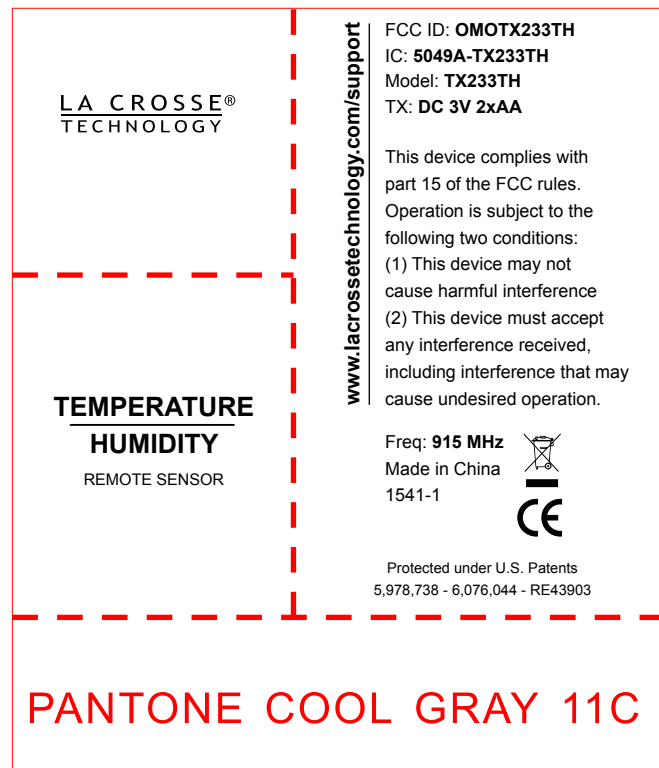 LA CROSSE®
TECHNOLOGY
TEMPERATURE
HUMIDITY
REMOTE SENSOR
www.lacrossetechnology.com/support
FCC ID: OMOTX233TH
IC: 5049A-TX233TH
Model: TX233TH
TX: DC 3V 2xAA
This device complies with
part 15 of the FCC rules.
Operation is subject to the
following two conditions:
(1) This device may not
cause harmful interference
(2) This device must accept
any interference received,
including interference that may
cause undesired operation.
Freq: 915 MHz
Made in China
1541-1
CE
Protected under U.S. Patents
5,978,738 - 6,076,044 - RE43903
PANTONE COOL GRAY 11C